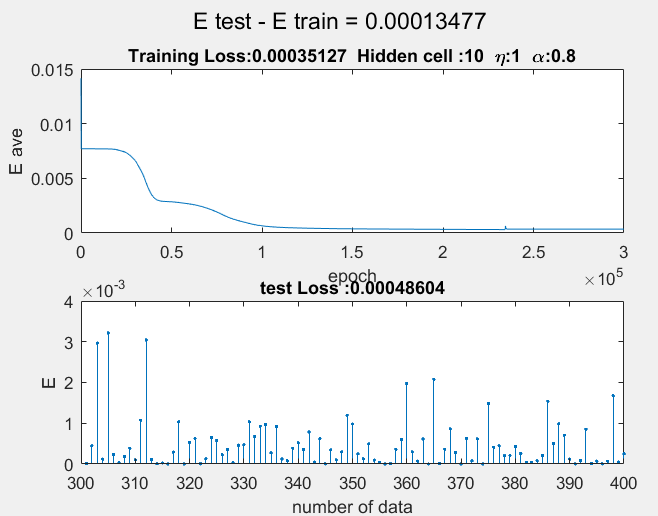 E test - E train = 0.00013477
Training Loss:0.00035127  Hidden cell :10  η:1  α:0.8
0.015
0.01
0.005
0
E ave
0 0.5 1 1.5 2 2.5 3
epoch
×10^5
test Loss :0.00048604
×10^-3
4
3
2
1
0
E
300 310 320 330 340 350 360 370 380 390 400
number of data